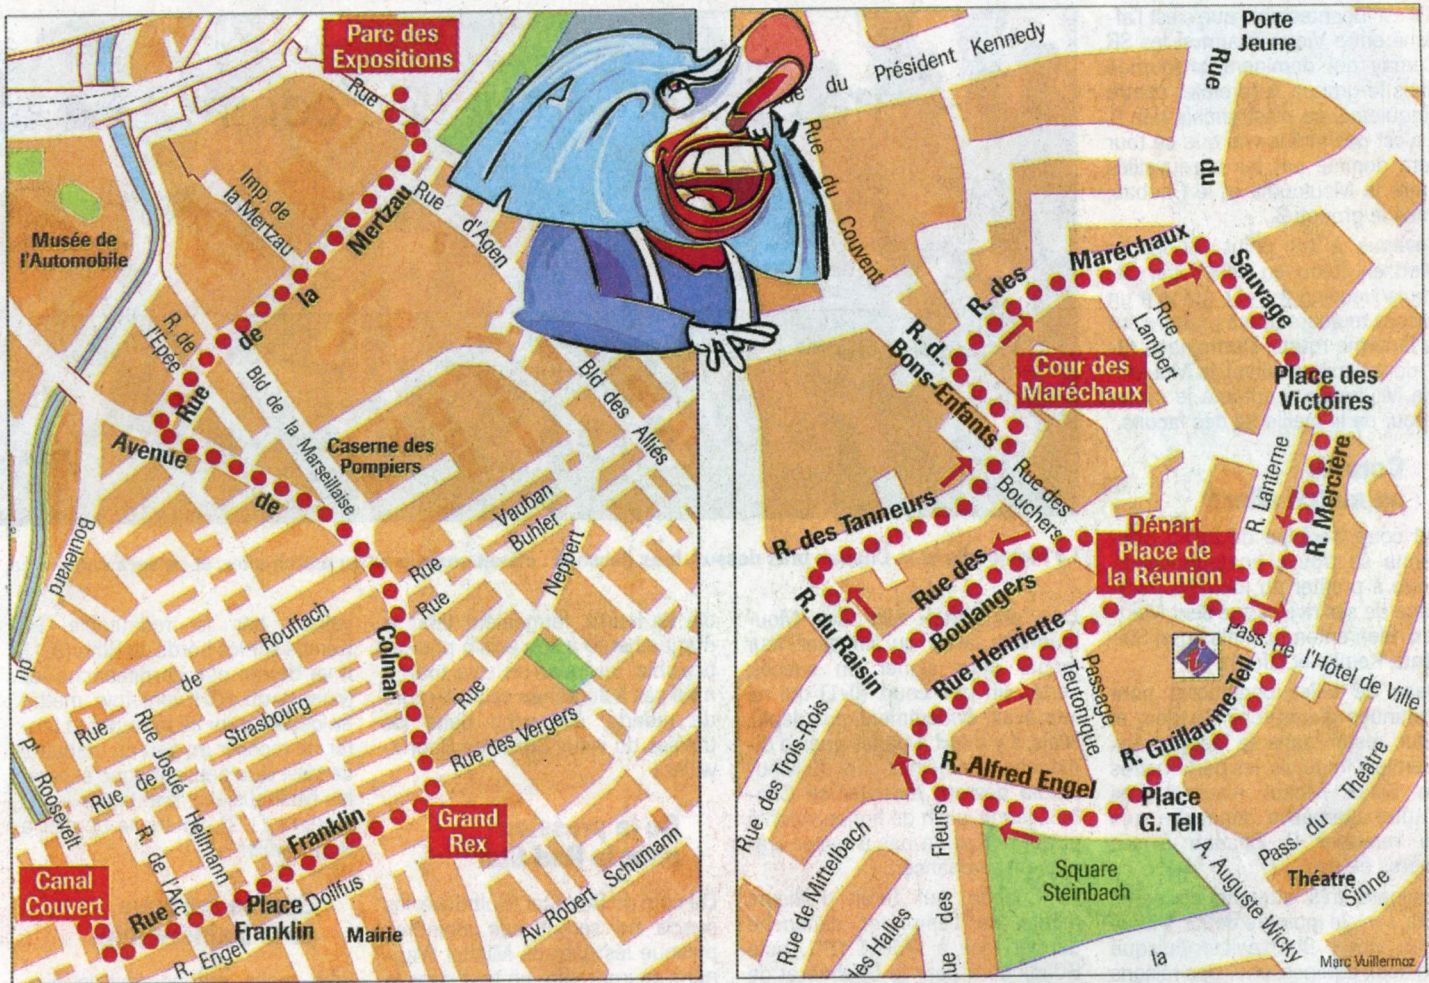 Parc des
Expositions
Rue
Mertzau
la
de
Rue
Rue
d'Agen
Imp. de
la Mertzau
Musée de
l'Automobile
R. de
l'Epée
Bld de la Marseillaise
Bld des Alliés
Avenue
de
Colmar
Caserne des
Pompiers
Vauban
Buhler
Neppert
Rue
Rue
Rue
Boulevard
du
Pt
Roosevelt
Rouffach
de
Rue
Strasbourg
de
Rue
Rue Josué Heilmann
R. de l'Arc
Rue des Vergers
Grand
Rex
Franklin
Rue
Dollfus
Place
Franklin
Mairie
Canal
Couvert
R. Engel
Av. Robert Schumann
Porte
Jeune
Rue
du
Sauvage
du Président Kennedy
Rue du Couvent
Maréchaux
R. des
R. d..
Bons-Enfants
Cour des
Maréchaux
Rue
Lambert
Place des
Victoires
R. Lanterne
R. Mercière
R. des Tanneurs
Rue des
Bouchers
Départ
Place de
la Réunion
Rue des
Boulangers
R. du Raisin
Rue Henriette
Passage
Teutonique
i
Pass. de l'Hôtel de Ville
R. Guillaume Tell
R. Alfred Engel
Place
G. Tell
Rue des Trois-Rois
Rue de Mittelbach
des Halles
Fleurs
des
Square
Steinbach
A. Auguste Wicky
Pass. du
Théâtre
Théatre
Sinne
la
Marc Vuillermoz